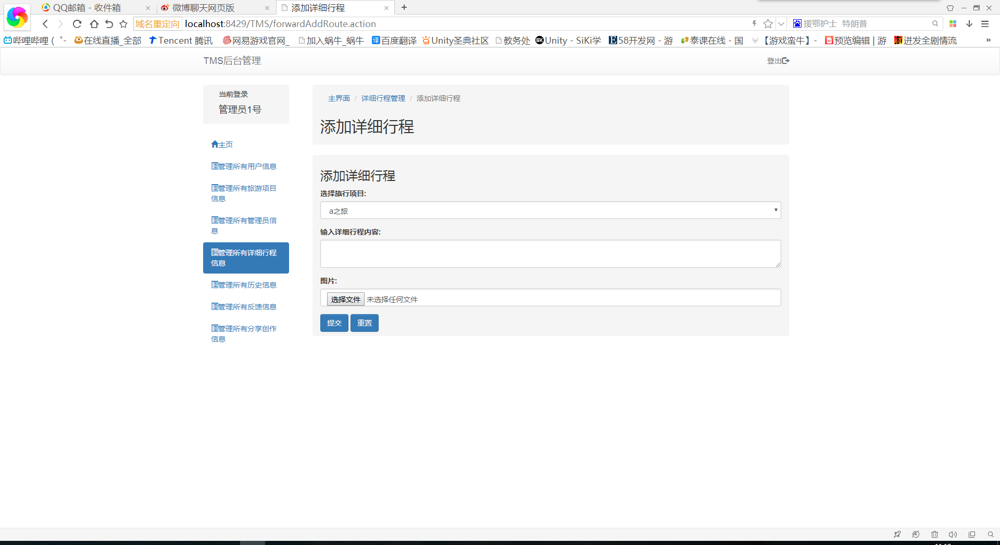 QQ邮箱 - 收件箱
微博聊天网页版
添加详细行程
域名重定向 localhost:8429/TMS/forwardAddRoute.action
援鄂护士 特朗普
哔哩哔哩 ( ゜- 在线直播_全部 Tencent 腾讯 网易游戏官网_ 加入蜗牛_蜗牛 百度翻译 Unity圣典社区 教务处 Unity - SiKi学 58开发网 - 游 泰课在线 - 国 【游戏蛮牛】 - 预览编辑 | 游 迸发全剧情流 »
TMS后台管理
登出
当前登录
管理员1号
主页
管理所有用户信息
管理所有旅游项目
信息
管理所有管理员信
息
管理所有详细行程
信息
管理所有历史信息
管理所有反馈信息
管理所有分享创作
信息
主界面 / 详细行程管理 / 添加详细行程
添加详细行程
添加详细行程
选择旅行项目:
a之旅
输入详细行程内容:
图片:
选择文件 未选择任何文件
提交 重置